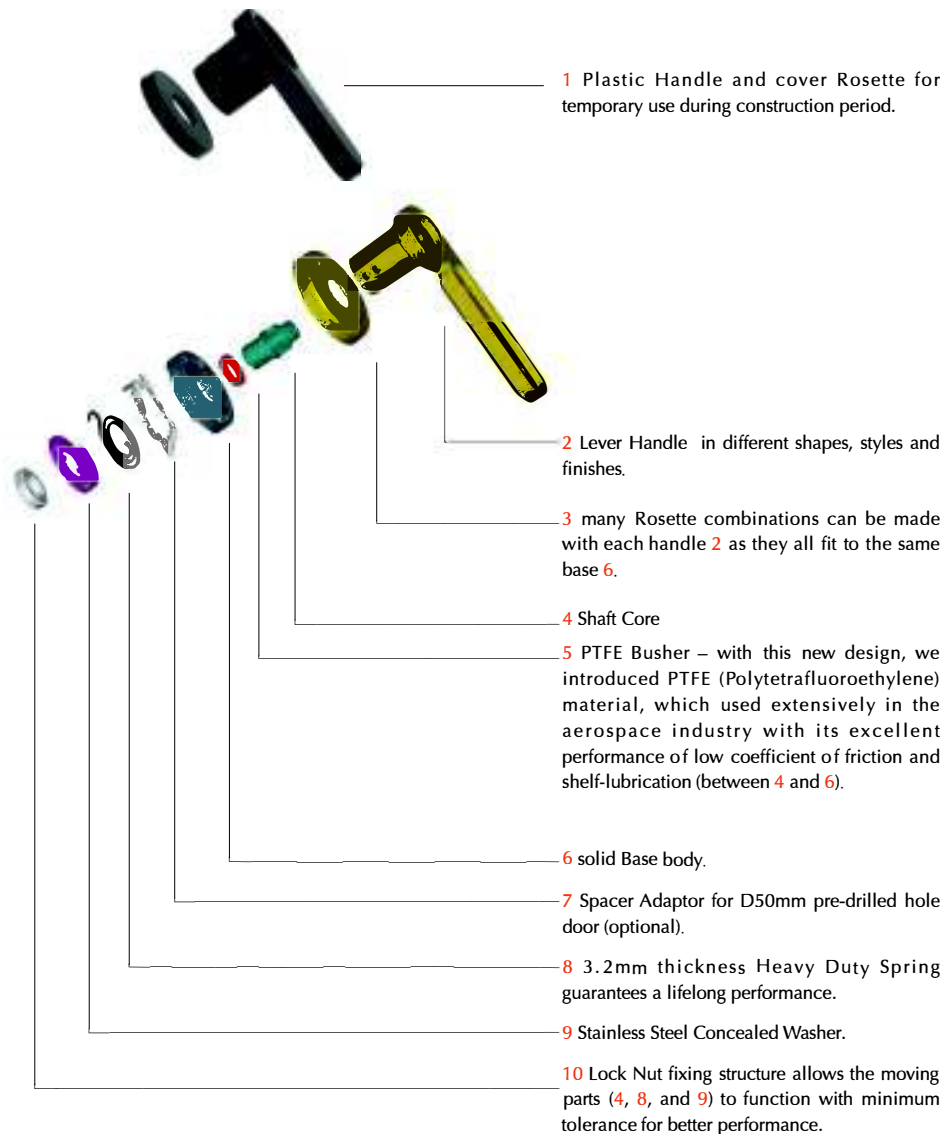 1 Plastic Handle and cover Rosette for
temporary use during construction period.
2 Lever Handle in different shapes, styles and
finishes.
3 many Rosette combinations can be made
with each handle 2 as they all fit to the same
base 6.
4 Shaft Core
5 PTFE Busher – with this new design, we
introduced PTFE (Polytetrafluoroethylene)
material, which used extensively in the
aerospace industry with its excellent
performance of low coefficient of friction and
shelf-lubrication (between 4 and 6).
6 solid Base body.
7 Spacer Adaptor for D50mm pre-drilled hole
door (optional).
8 3.2mm thickness Heavy Duty Spring
guarantees a lifelong performance.
9 Stainless Steel Concealed Washer.
10 Lock Nut fixing structure allows the moving
parts (4, 8, and 9) to function with minimum
tolerance for better performance.